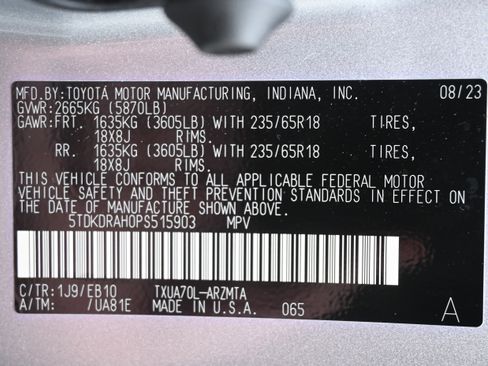 MFD.BY:TOYOTA MOTOR MANUFACTURING, INDIANA, INC. 08/23
GVWR:2665KG (5870LB)
GAWR:FRT. 1635KG (3605LB) WITH 235/65R18 TIRES,
18X8J RIMS.
RR. 1635KG (3605LB) WITH 235/65R18 TIRES,
18X8J RIMS.
THIS VEHICLE CONFORMS TO ALL APPLICABLE FEDERAL MOTOR
VEHICLE SAFETY AND THEFT PREVENTION STANDARDS IN EFFECT ON
THE DATE OF MANUFACTURE SHOWN ABOVE.
5TDKDRAH0PS515903 MPV
C/TR:1J9/EB10 TXUA70L-ARZMTA
A/TM: /UA81E MADE IN U.S.A. 065 A